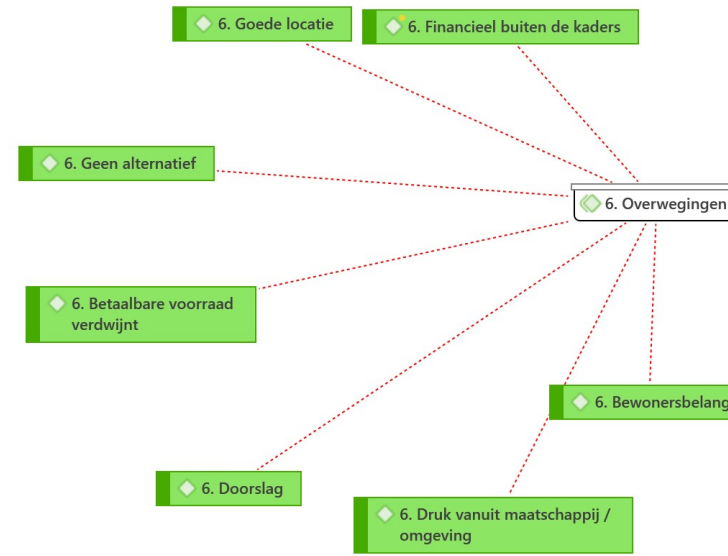 6. Goede locatie
6. Financieel buiten de kaders
6. Geen alternatief
6. Overwegingen
6. Betaalbare voorraad
verdwijnt
6. Bewonersbelang
6. Doorslag
6. Druk vanuit maatschappij /
omgeving